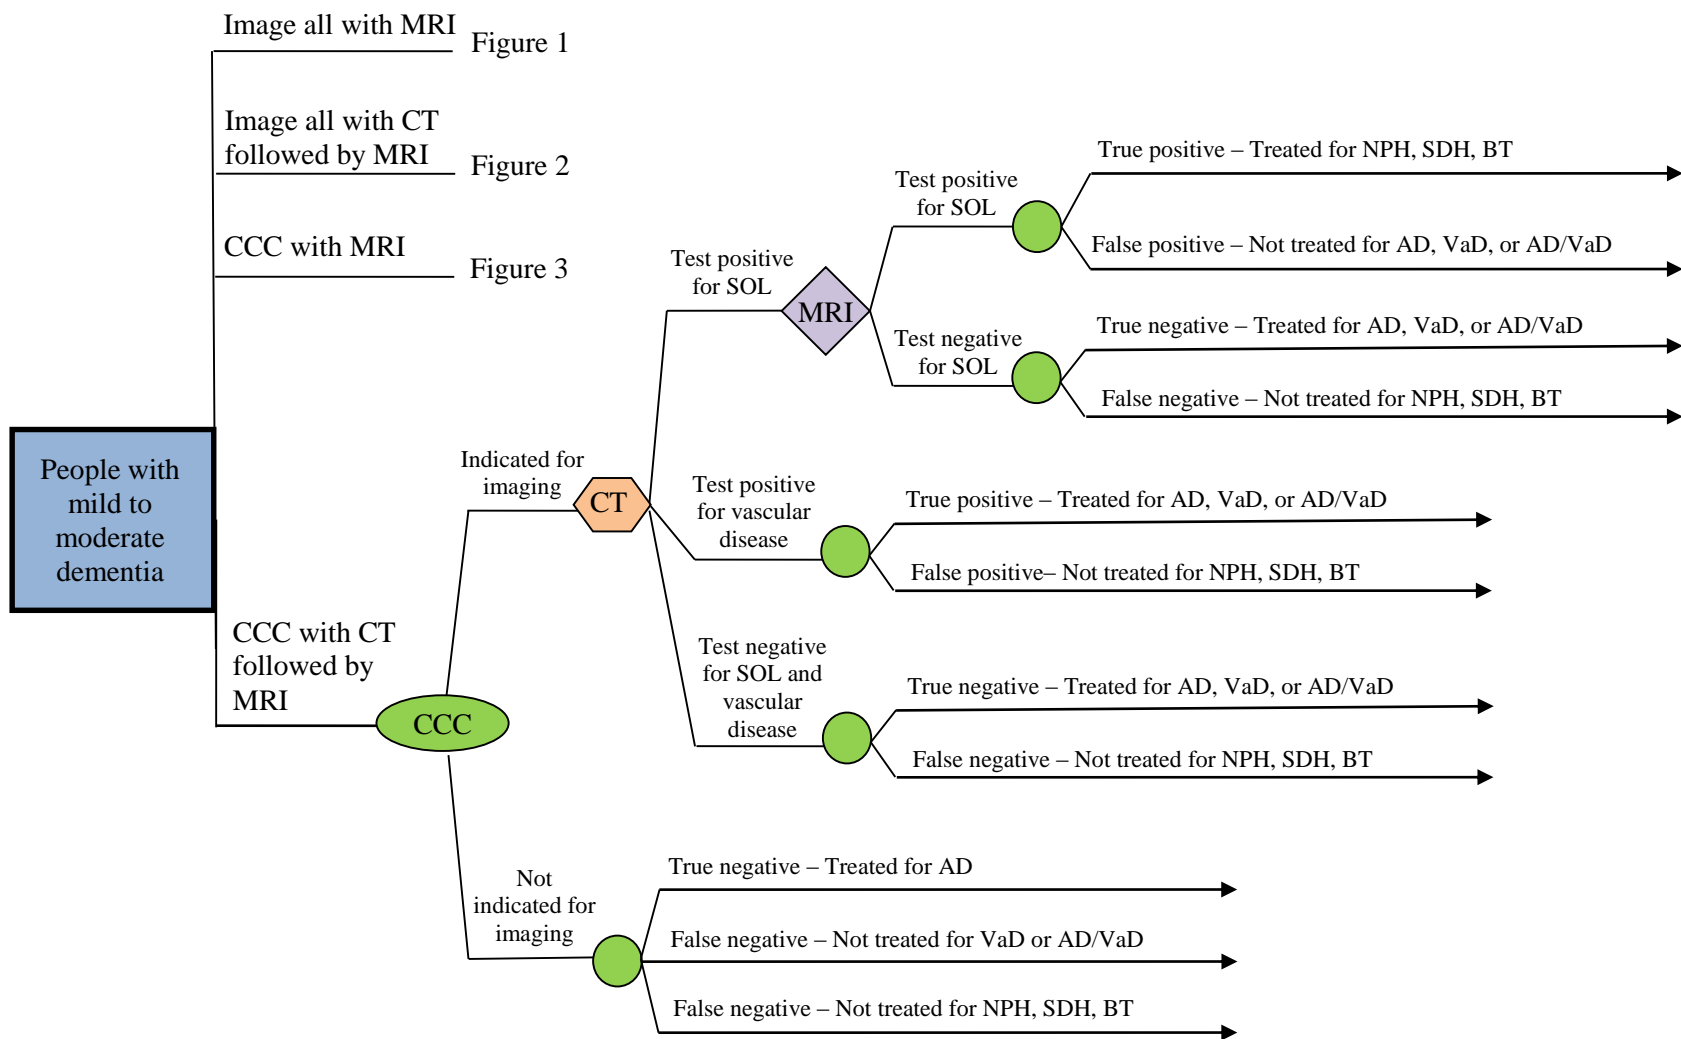 Image all with MRI
Figure 1
Image all with CT
followed by MRI
Figure 2
CCC with MRI
Figure 3
People with
mild to
moderate
dementia
CCC with CT
followed by
MRI
CCC
Indicated for
imaging
CT
Test positive
for SOL
MRI
Test positive
for SOL
True positive – Treated for NPH, SDH, BT
False positive – Not treated for AD, VaD, or AD/VaD
Test negative
for SOL
True negative – Treated for AD, VaD, or AD/VaD
False negative – Not treated for NPH, SDH, BT
Test positive
for vascular
disease
True positive – Treated for AD, VaD, or AD/VaD
False positive– Not treated for NPH, SDH, BT
Test negative
for SOL and
vascular
disease
True negative – Treated for AD, VaD, or AD/VaD
False negative – Not treated for NPH, SDH, BT
Not
indicated for
imaging
True negative – Treated for AD
False negative – Not treated for VaD or AD/VaD
False negative – Not treated for NPH, SDH, BT